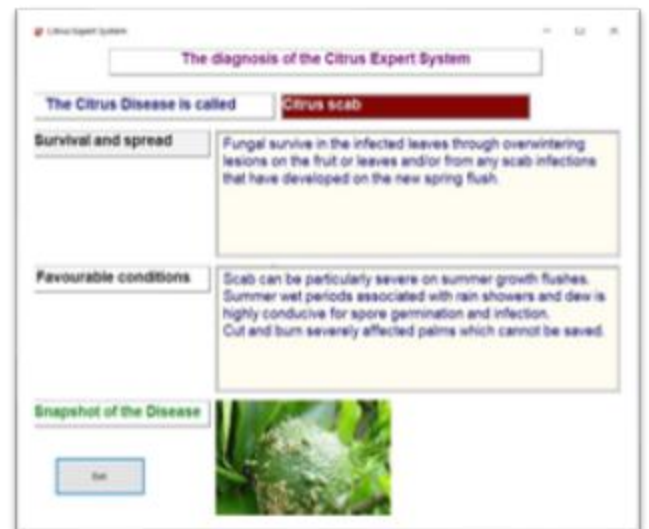 Citrus Expert System
The diagnosis of the Citrus Expert System
The Citrus Disease is called
Citrus scab
Survival and spread
Fungal survive in the infected leaves through overwintering
lesions on the fruit or leaves and/or from any scab infections
that have developed on the new spring flush.
Favourable conditions
Scab can be particularly severe on summer growth flushes.
Summer wet periods associated with rain showers and dew is
highly conducive for spore germination and infection.
Cut and burn severely affected palms which cannot be saved.
Snapshot of the Disease